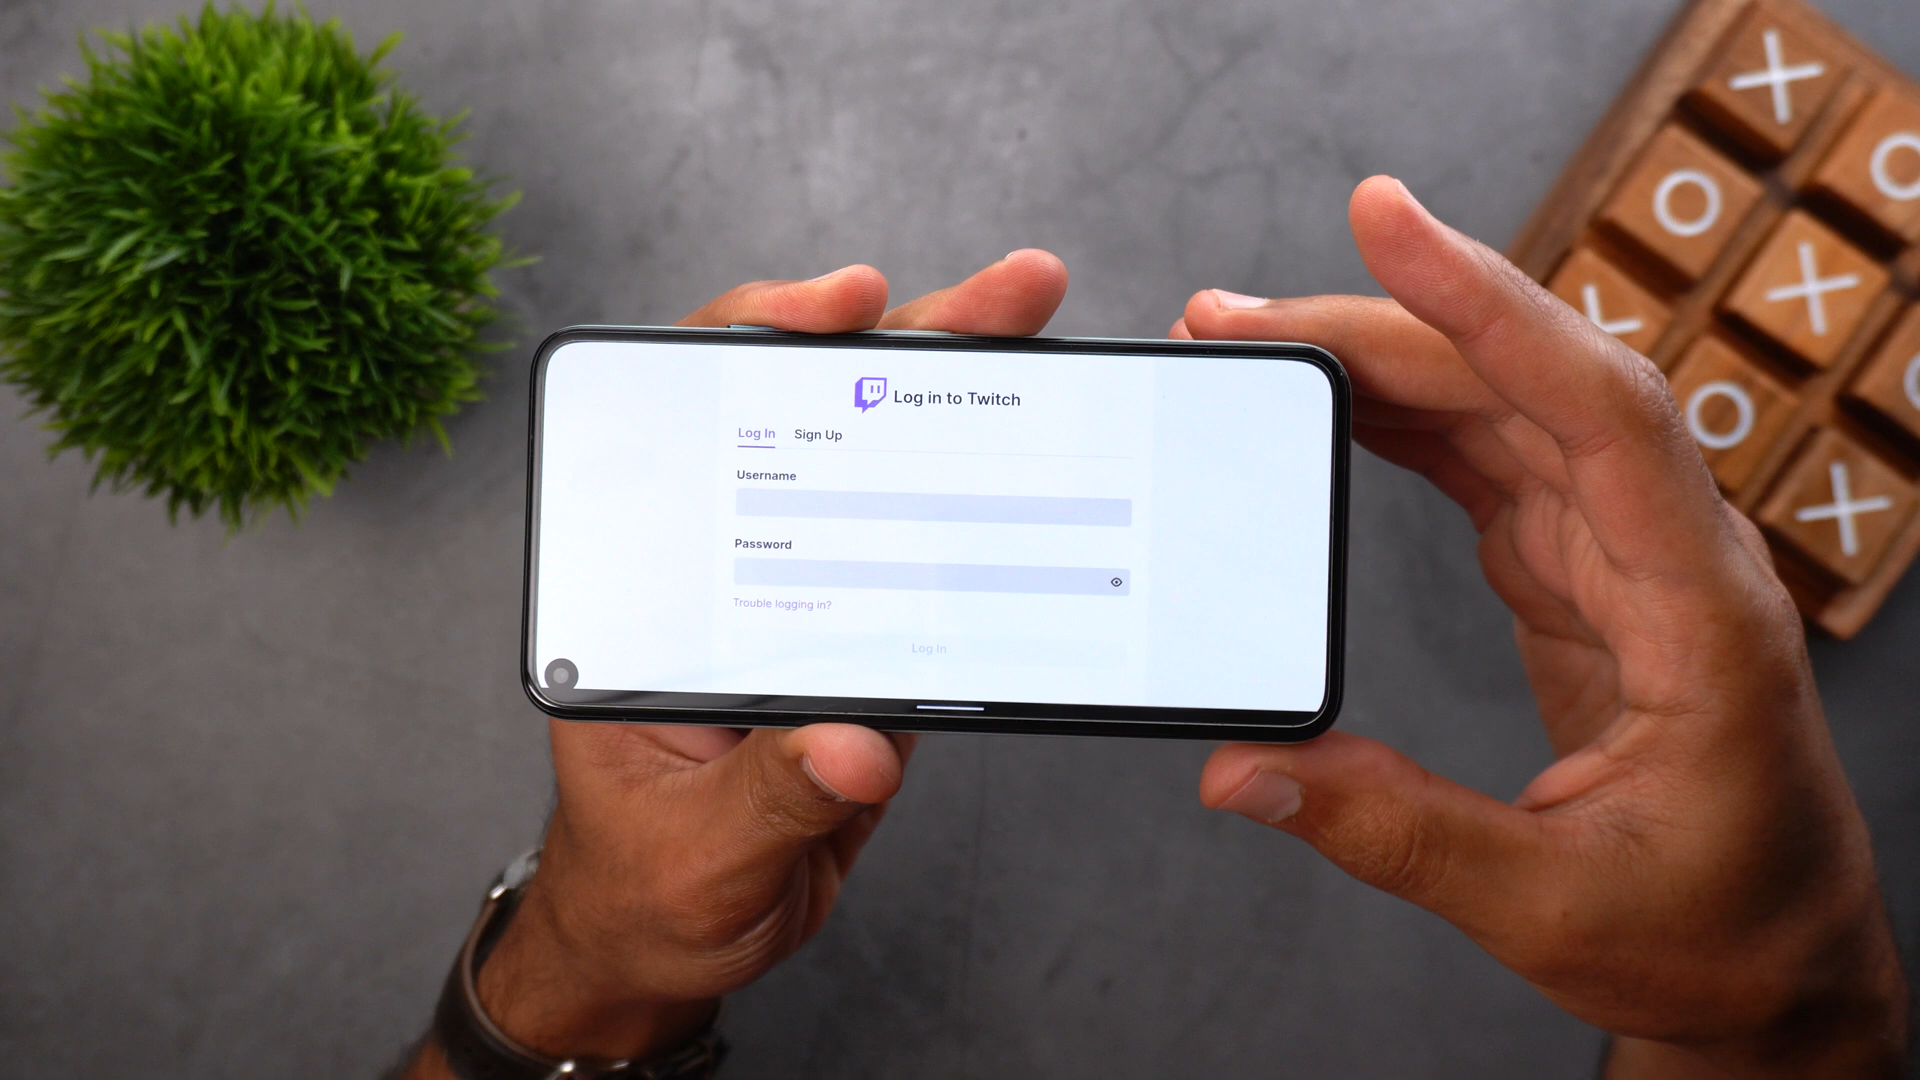 Log in to Twitch
Log In Sign Up
Username
Password
Trouble logging in?
Log In
X
O
O
X
X
O
O
X